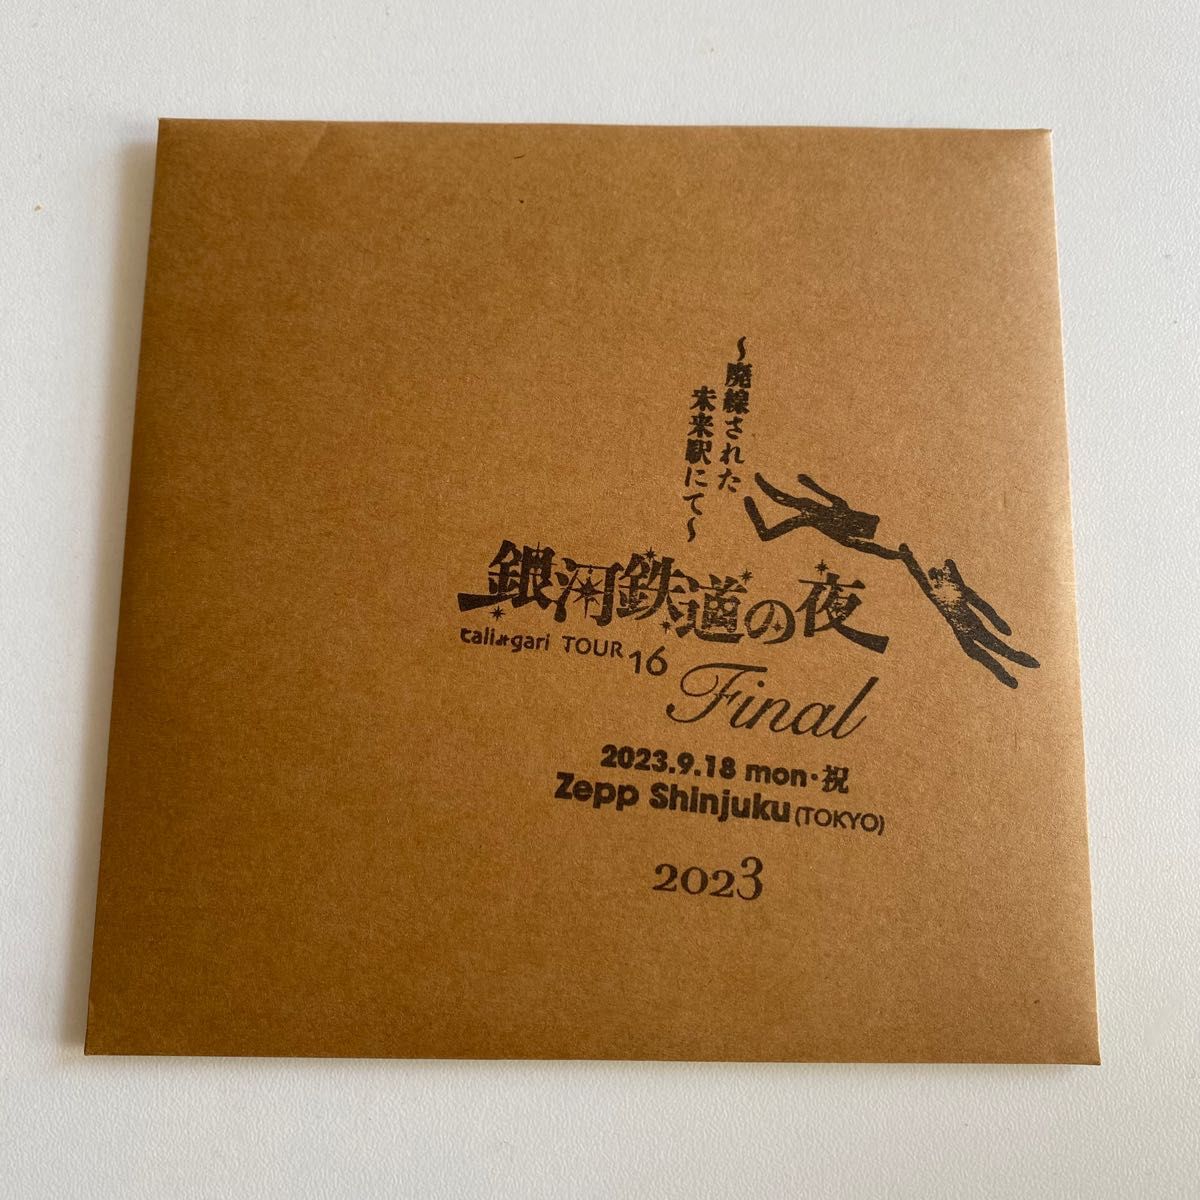 〜廃線された
未来駅にて〜
銀河鉄道の夜
cali≠gari TOUR 16
Final
2023.9.18 mon・祝
Zepp Shinjuku (TOKYO)
2023